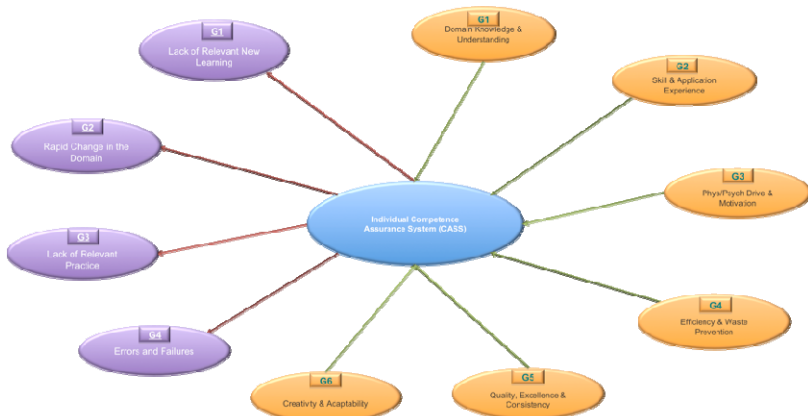 G1
Lack of Relevant New
Learning
G1
Domain Knowledge &
Understanding
G2
Skill & Application
Experience
G2
Rapid Change in the
Domain
G3
Phys/Psych Drive &
Motivation
Individual Competence
Assurance System (CASS)
G3
Lack of Relevant
Practice
G4
Efficiency & Waste
Prevention
G4
Errors and Failures
G6
Creativity & Acaptability
G5
Quality, Excellence &
Consistency